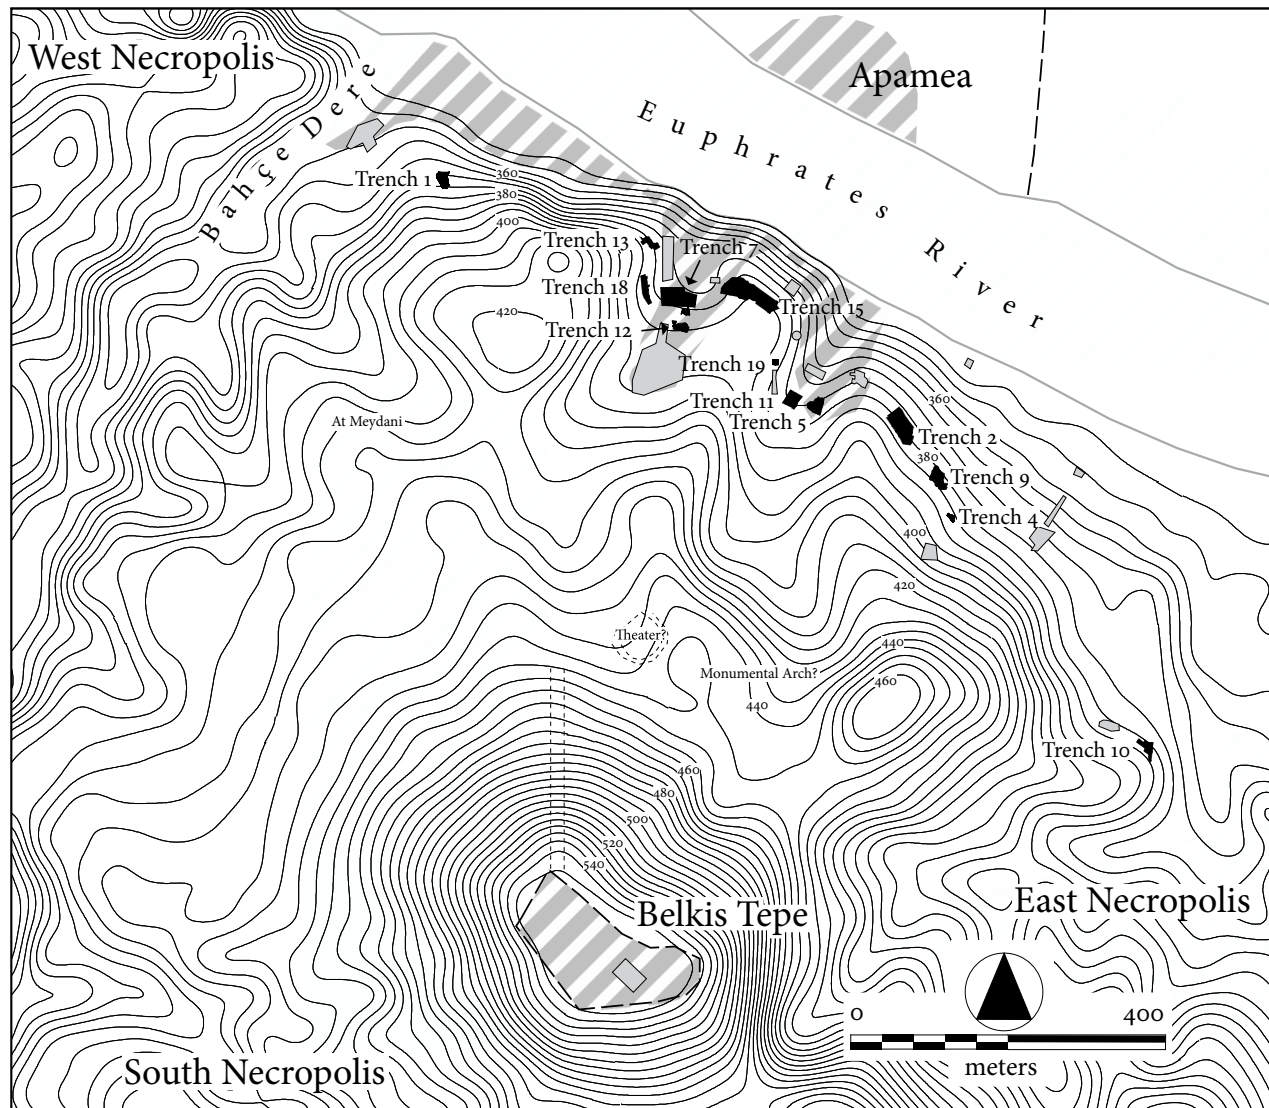 West Necropolis
Apamea
Bahçe Dere
Euphrates River
Trench 1
360
380
400
Trench 13
Trench 7
Trench 18
420
Trench 15
Trench 12
Trench 19
Trench 11
Trench 5
360
At Meydani
Trench 2
380
Trench 9
Trench 4
400
420
Theater?
440
Monumental Arch?
460
440
Trench 10
460
480
500
520
540
Belkis Tepe
East Necropolis
0 400
meters
South Necropolis